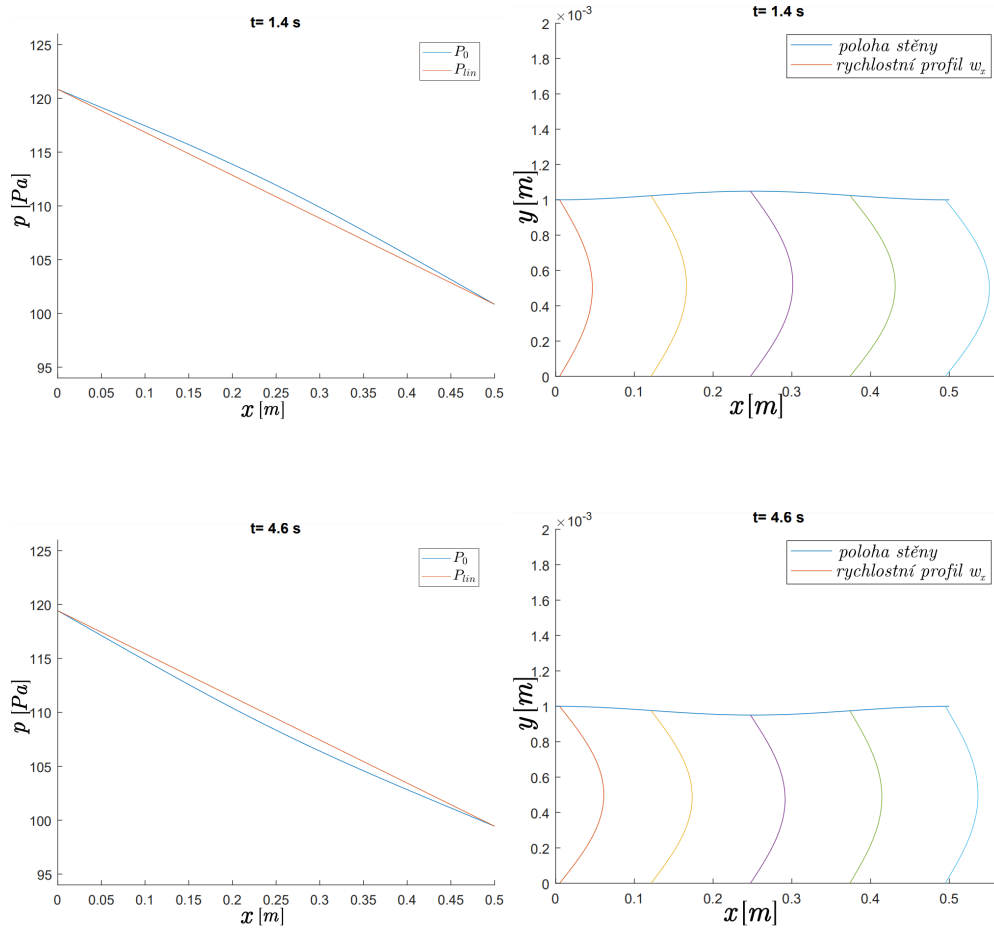 t= 1.4 s
P0
Plin
125
120
115
110
105
100
95
p [Pa]
0 0.05 0.1 0.15 0.2 0.25 0.3 0.35 0.4 0.45 0.5
x [m]
×10-3
t= 1.4 s
poloha stěny
rychlostní profil wx
2
1.8
1.6
1.4
1.2
1
0.8
0.6
0.4
0.2
0
y [m]
0 0.1 0.2 0.3 0.4 0.5
x [m]
t= 4.6 s
P0
Plin
125
120
115
110
105
100
95
p [Pa]
0 0.05 0.1 0.15 0.2 0.25 0.3 0.35 0.4 0.45 0.5
x [m]
×10-3
t= 4.6 s
poloha stěny
rychlostní profil wx
2
1.8
1.6
1.4
1.2
1
0.8
0.6
0.4
0.2
0
y [m]
0 0.1 0.2 0.3 0.4 0.5
x [m]